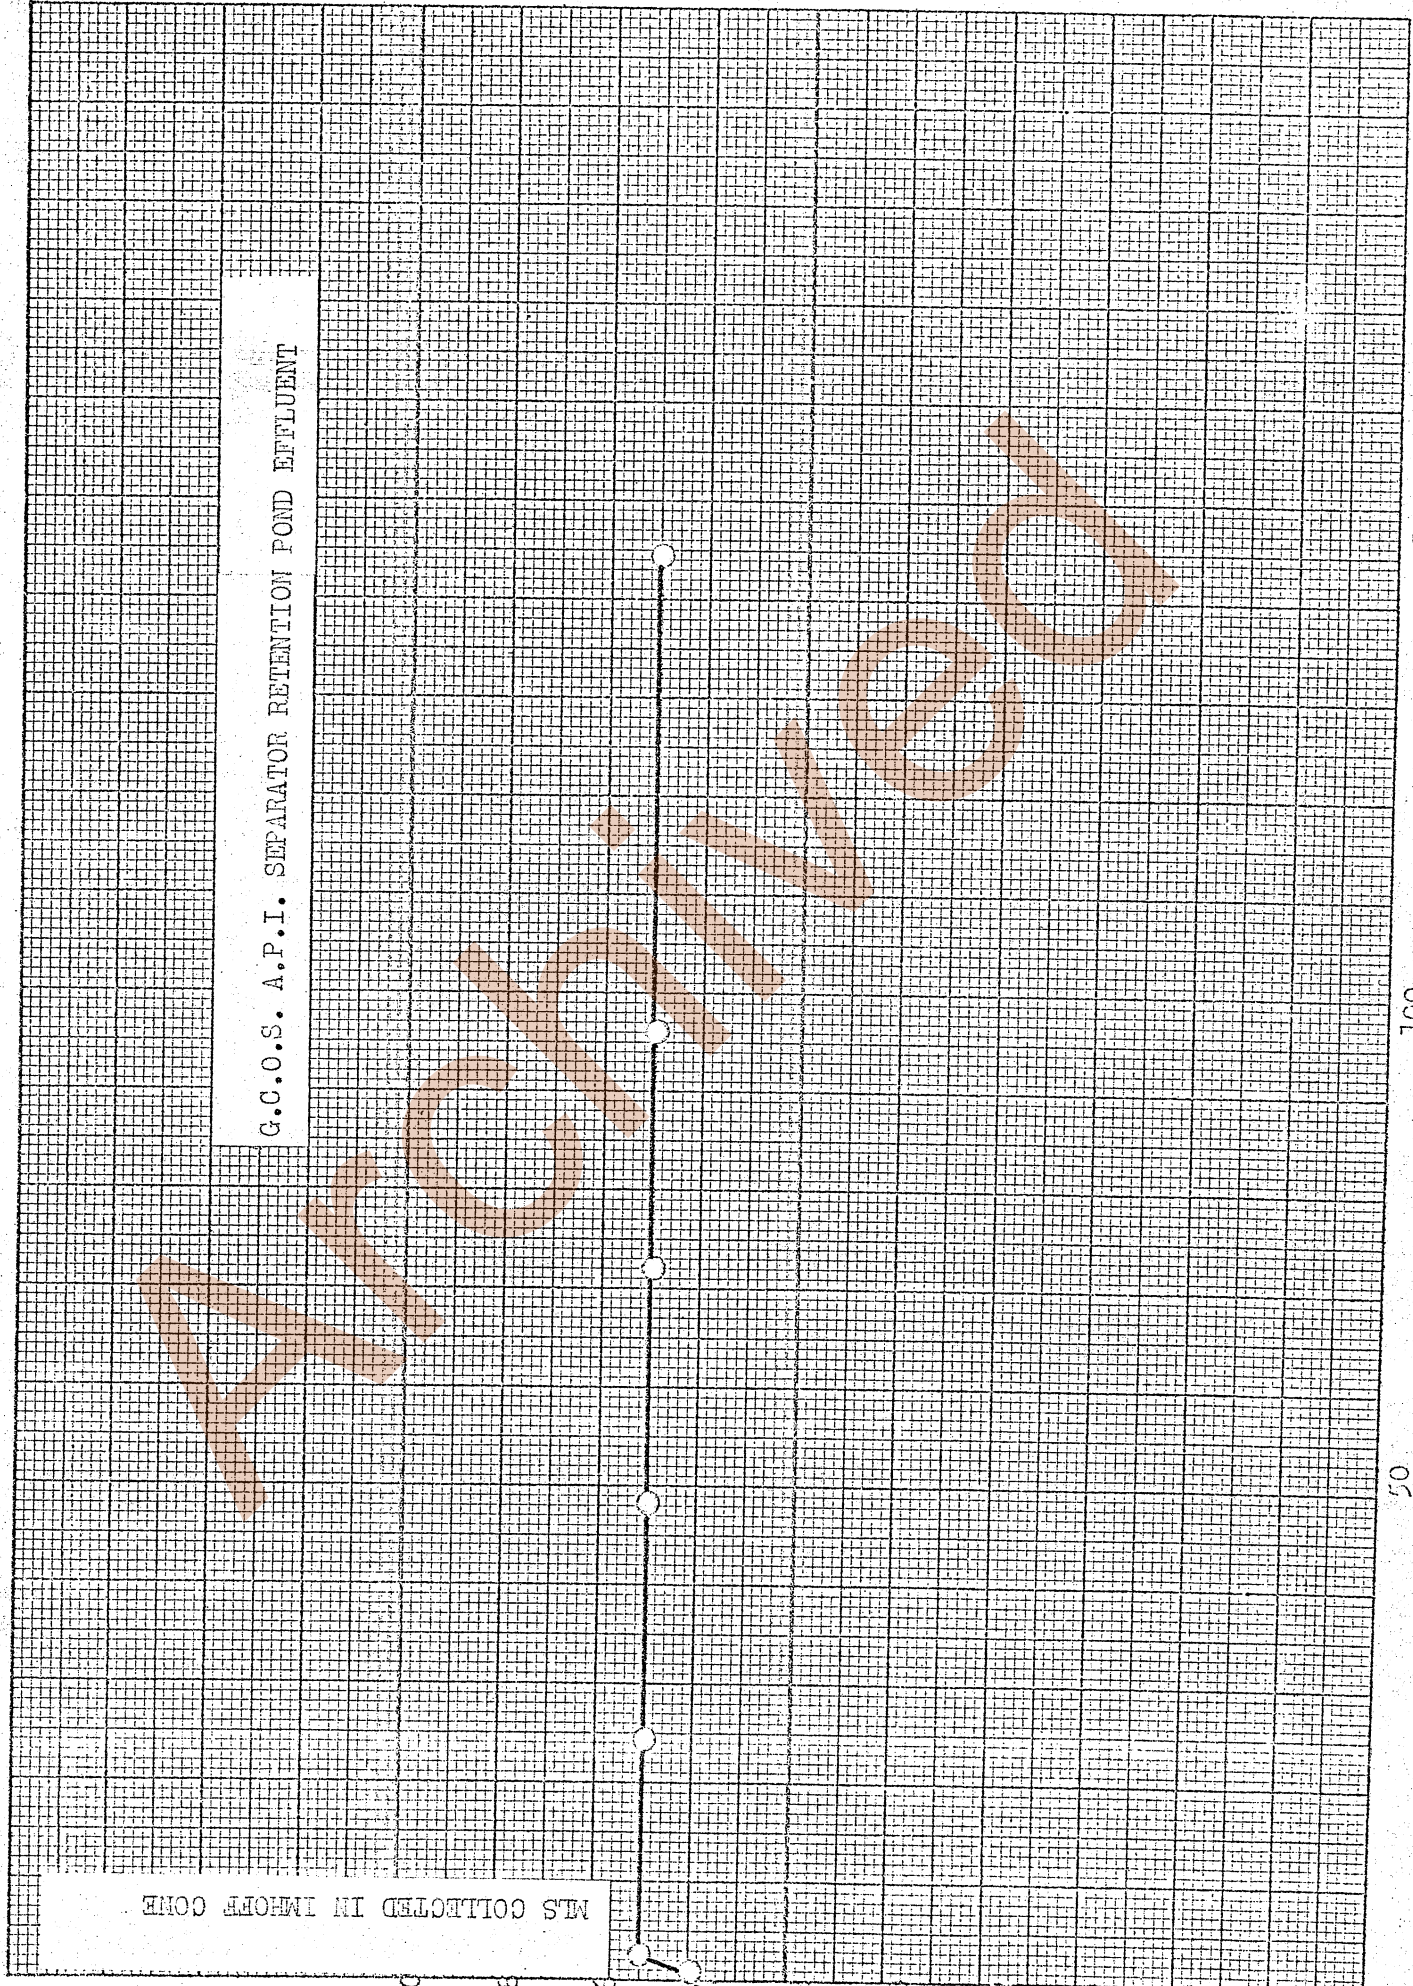 G.C.O.S. A.P.I. SEPARATOR RETENTION POND EFFLUENT
MLS COLLECTED IN IMHOFF CONE
50
100
Archived